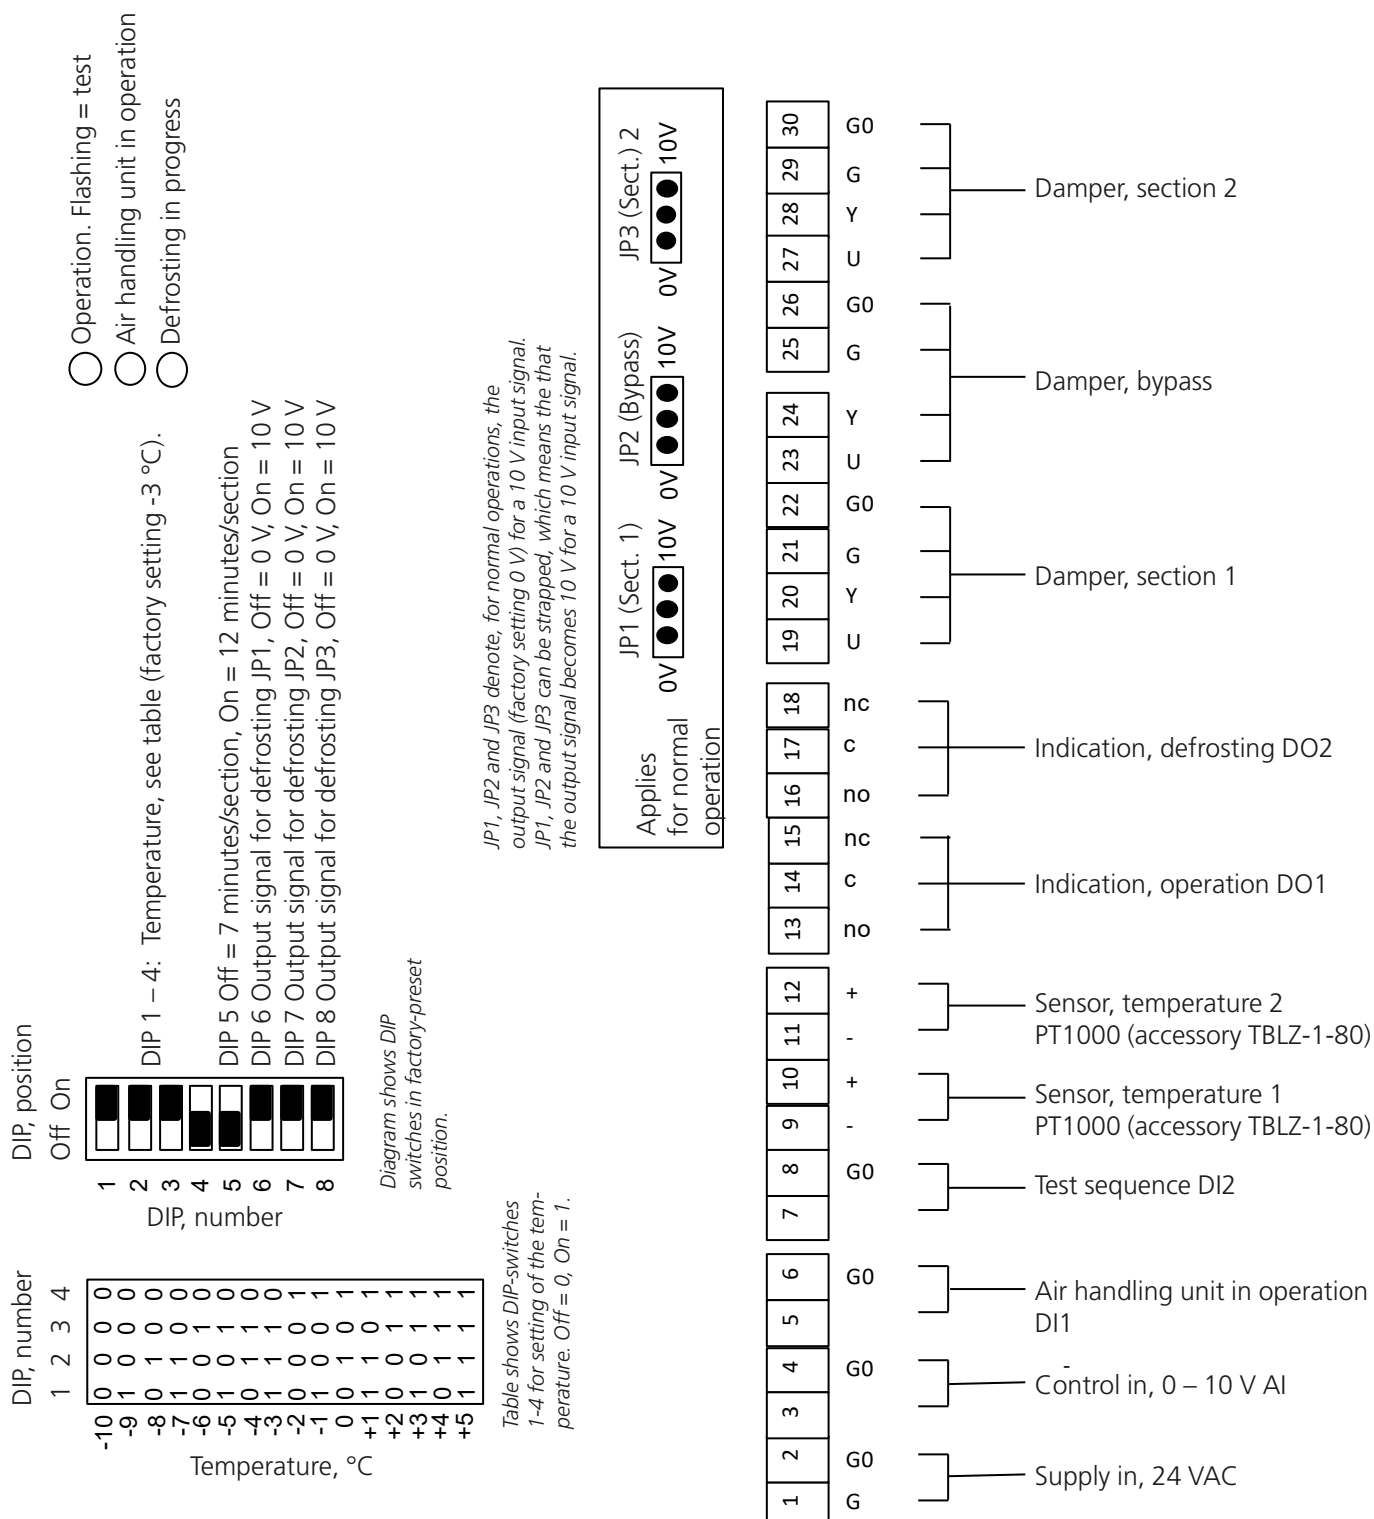 Operation. Flashing = test
Air handling unit in operation
Defrosting in progress
DIP, position
Off On
1
2
3
4
5
6
7
8
DIP, number
DIP 1 – 4: Temperature, see table (factory setting -3 °C).
DIP 5 Off = 7 minutes/section, On = 12 minutes/section
DIP 6 Output signal for defrosting JP1, Off = 0 V, On = 10 V
DIP 7 Output signal for defrosting JP2, Off = 0 V, On = 10 V
DIP 8 Output signal for defrosting JP3, Off = 0 V, On = 10 V
Diagram shows DIP
switches in factory-preset
position.
DIP, number
1 2 3 4
-10 0 0 0 0
-9 1 0 0 0
-8 0 1 0 0
-7 1 1 0 0
-6 0 0 1 0
-5 1 0 1 0
-4 0 1 1 0
-3 1 1 1 0
-2 0 0 0 1
-1 1 0 0 1
0 0 1 0 1
+1 1 1 0 1
+2 0 0 1 1
+3 1 0 1 1
+4 0 1 1 1
+5 1 1 1 1
Temperature, °C
Table shows DIP-switches
1-4 for setting of the tem-
perature. Off = 0, On = 1.
JP1, JP2 and JP3 denote, for normal operations, the
output signal (factory setting 0 V) for a 10 V input signal.
JP1, JP2 and JP3 can be strapped, which means the that
the output signal becomes 10 V for a 10 V input signal.
Applies
for normal
operation
JP1 (Sect. 1)
0V 10V
JP2 (Bypass)
0V 10V
JP3 (Sect.) 2
0V 10V
30 G0
29 G
28 Y
27 U
Damper, section 2
26 G0
25 G
24 Y
23 U
Damper, bypass
22 G0
21 G
20 Y
19 U
Damper, section 1
18 nc
17 c
16 no
Indication, defrosting DO2
15 nc
14 c
13 no
Indication, operation DO1
12 +
11 -
Sensor, temperature 2
PT1000 (accessory TBLZ-1-80)
10 +
9 -
Sensor, temperature 1
PT1000 (accessory TBLZ-1-80)
8 G0
7
Test sequence DI2
6 G0
5
Air handling unit in operation
DI1
4 G0
3
-
Control in, 0 – 10 V AI
2 G0
1 G
Supply in, 24 VAC